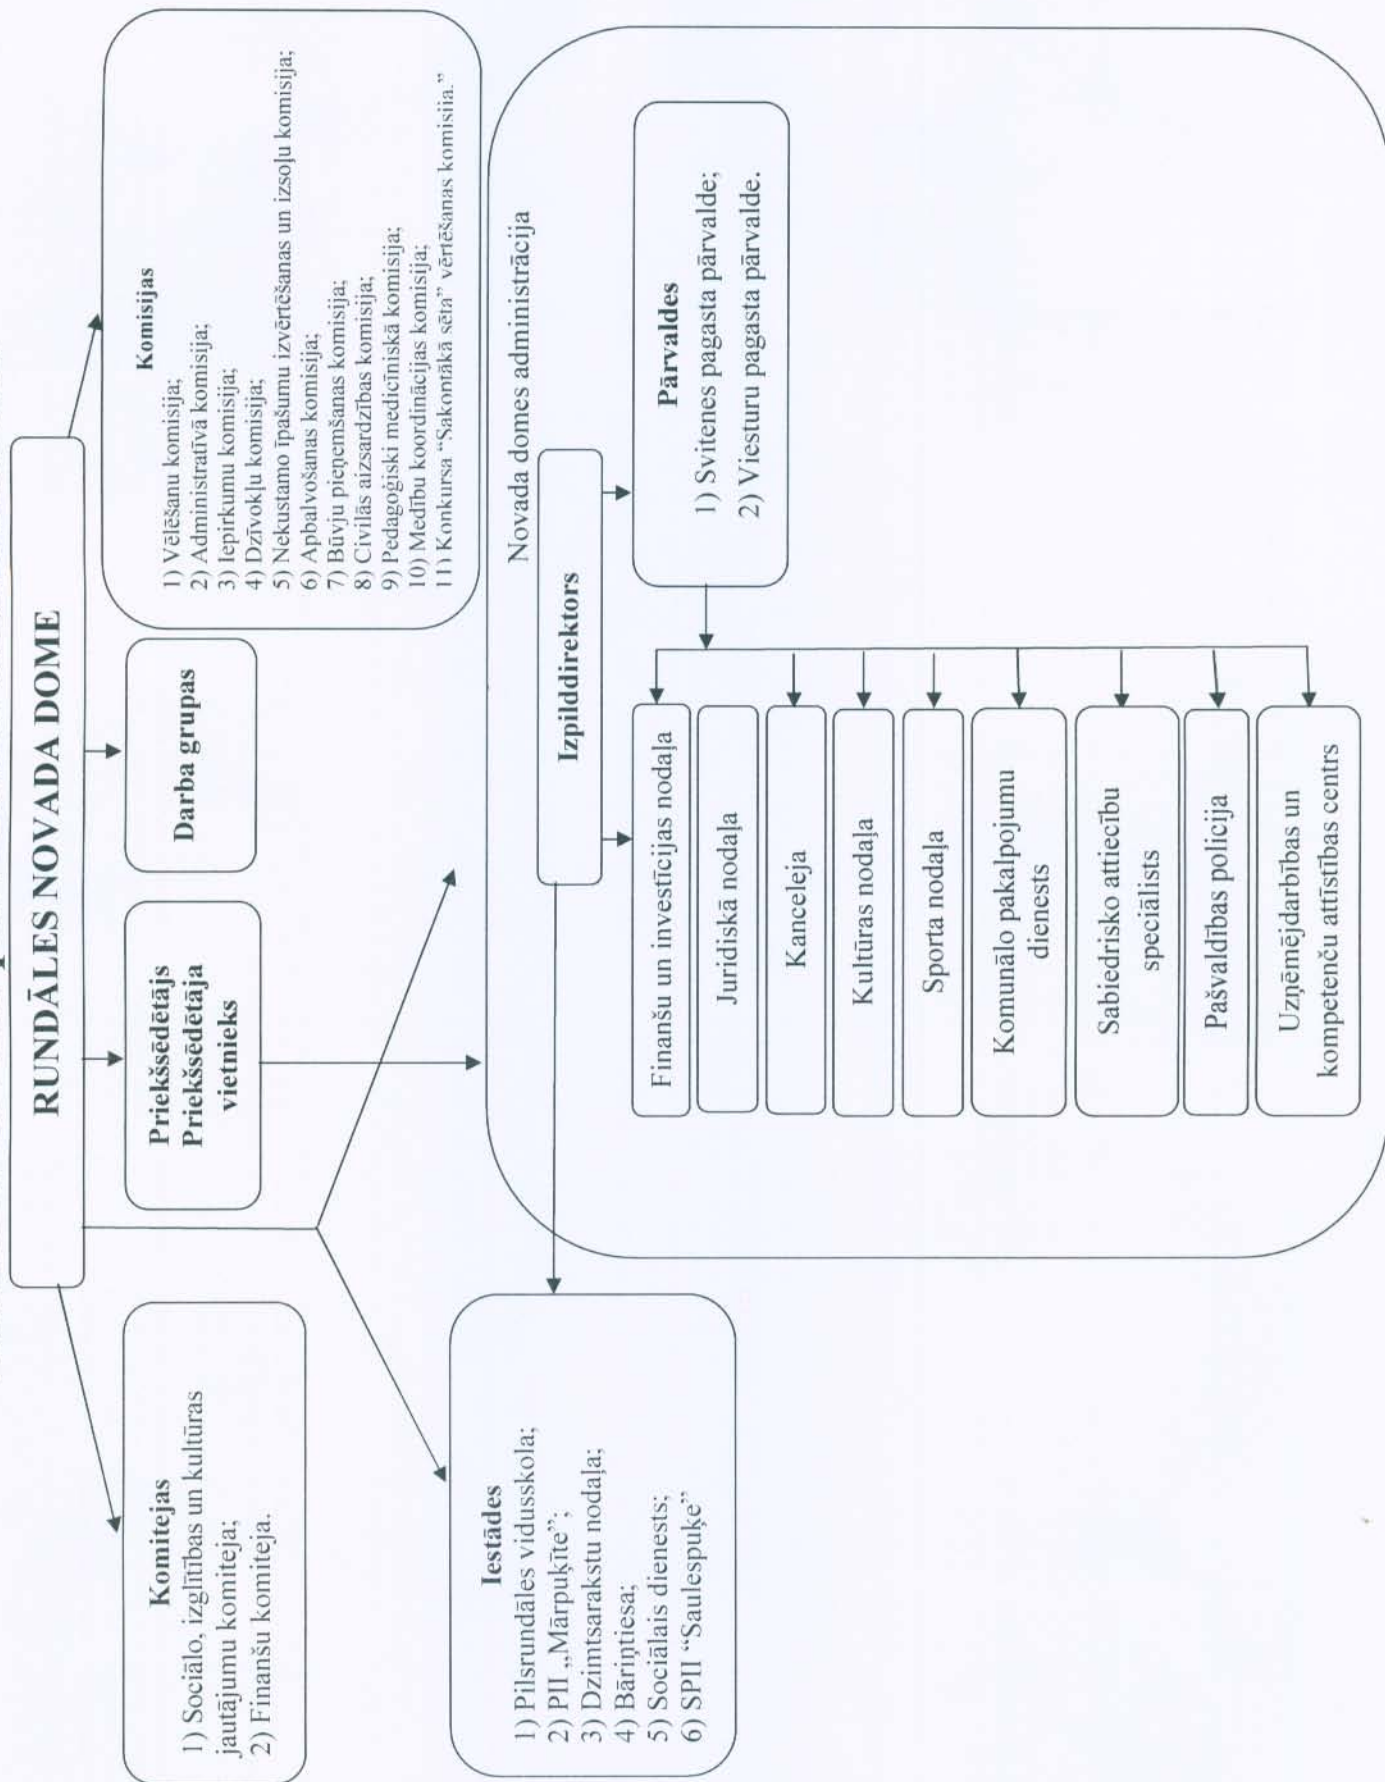 RUNDĀLES NOVADA DOME
Komitejas
1) Sociālo, izglītības un kultūras
jautājumu komiteja;
2) Finanšu komiteja.
Priekšsēdētājs
Priekšsēdētāja
vietnieks
Darba grupas
Komisijas
1) Vēlēšanu komisija;
2) Administratīvā komisija;
3) Iepirkumu komisija;
4) Dzīvokļu komisija;
5) Nekustamo īpašumu izvērtēšanas un izsoļu komisija;
6) Apbalvošanas komisija;
7) Būvju pieņemšanas komisija;
8) Civilās aizsardzības komisija;
9) Pedagoģiski medicīniskā komisija;
10) Medību koordinācijas komisija;
11) Konkursa “Sakoptākā sēta” vērtēšanas komisija.”
Iestādes
1) Pilsrundāles vidusskola;
2) PII „Mārpuķīte”;
3) Dzimtsarakstu nodaļa;
4) Bāriņtiesa;
5) Sociālais dienests;
6) SPII “Saulespuķe”
Novada domes administrācija
Izpilddirektors
Pārvaldes
1) Svitenes pagasta pārvalde;
2) Viesturu pagasta pārvalde.
Finanšu un investīcijas nodaļa
Juridiskā nodaļa
Kanceleja
Kultūras nodaļa
Sporta nodaļa
Komunālo pakalpojumu
dienests
Sabiedrisko attiecību
speciālists
Pašvaldības policija
Uzņēmējdarbības un
kompetenču attīstības centrs